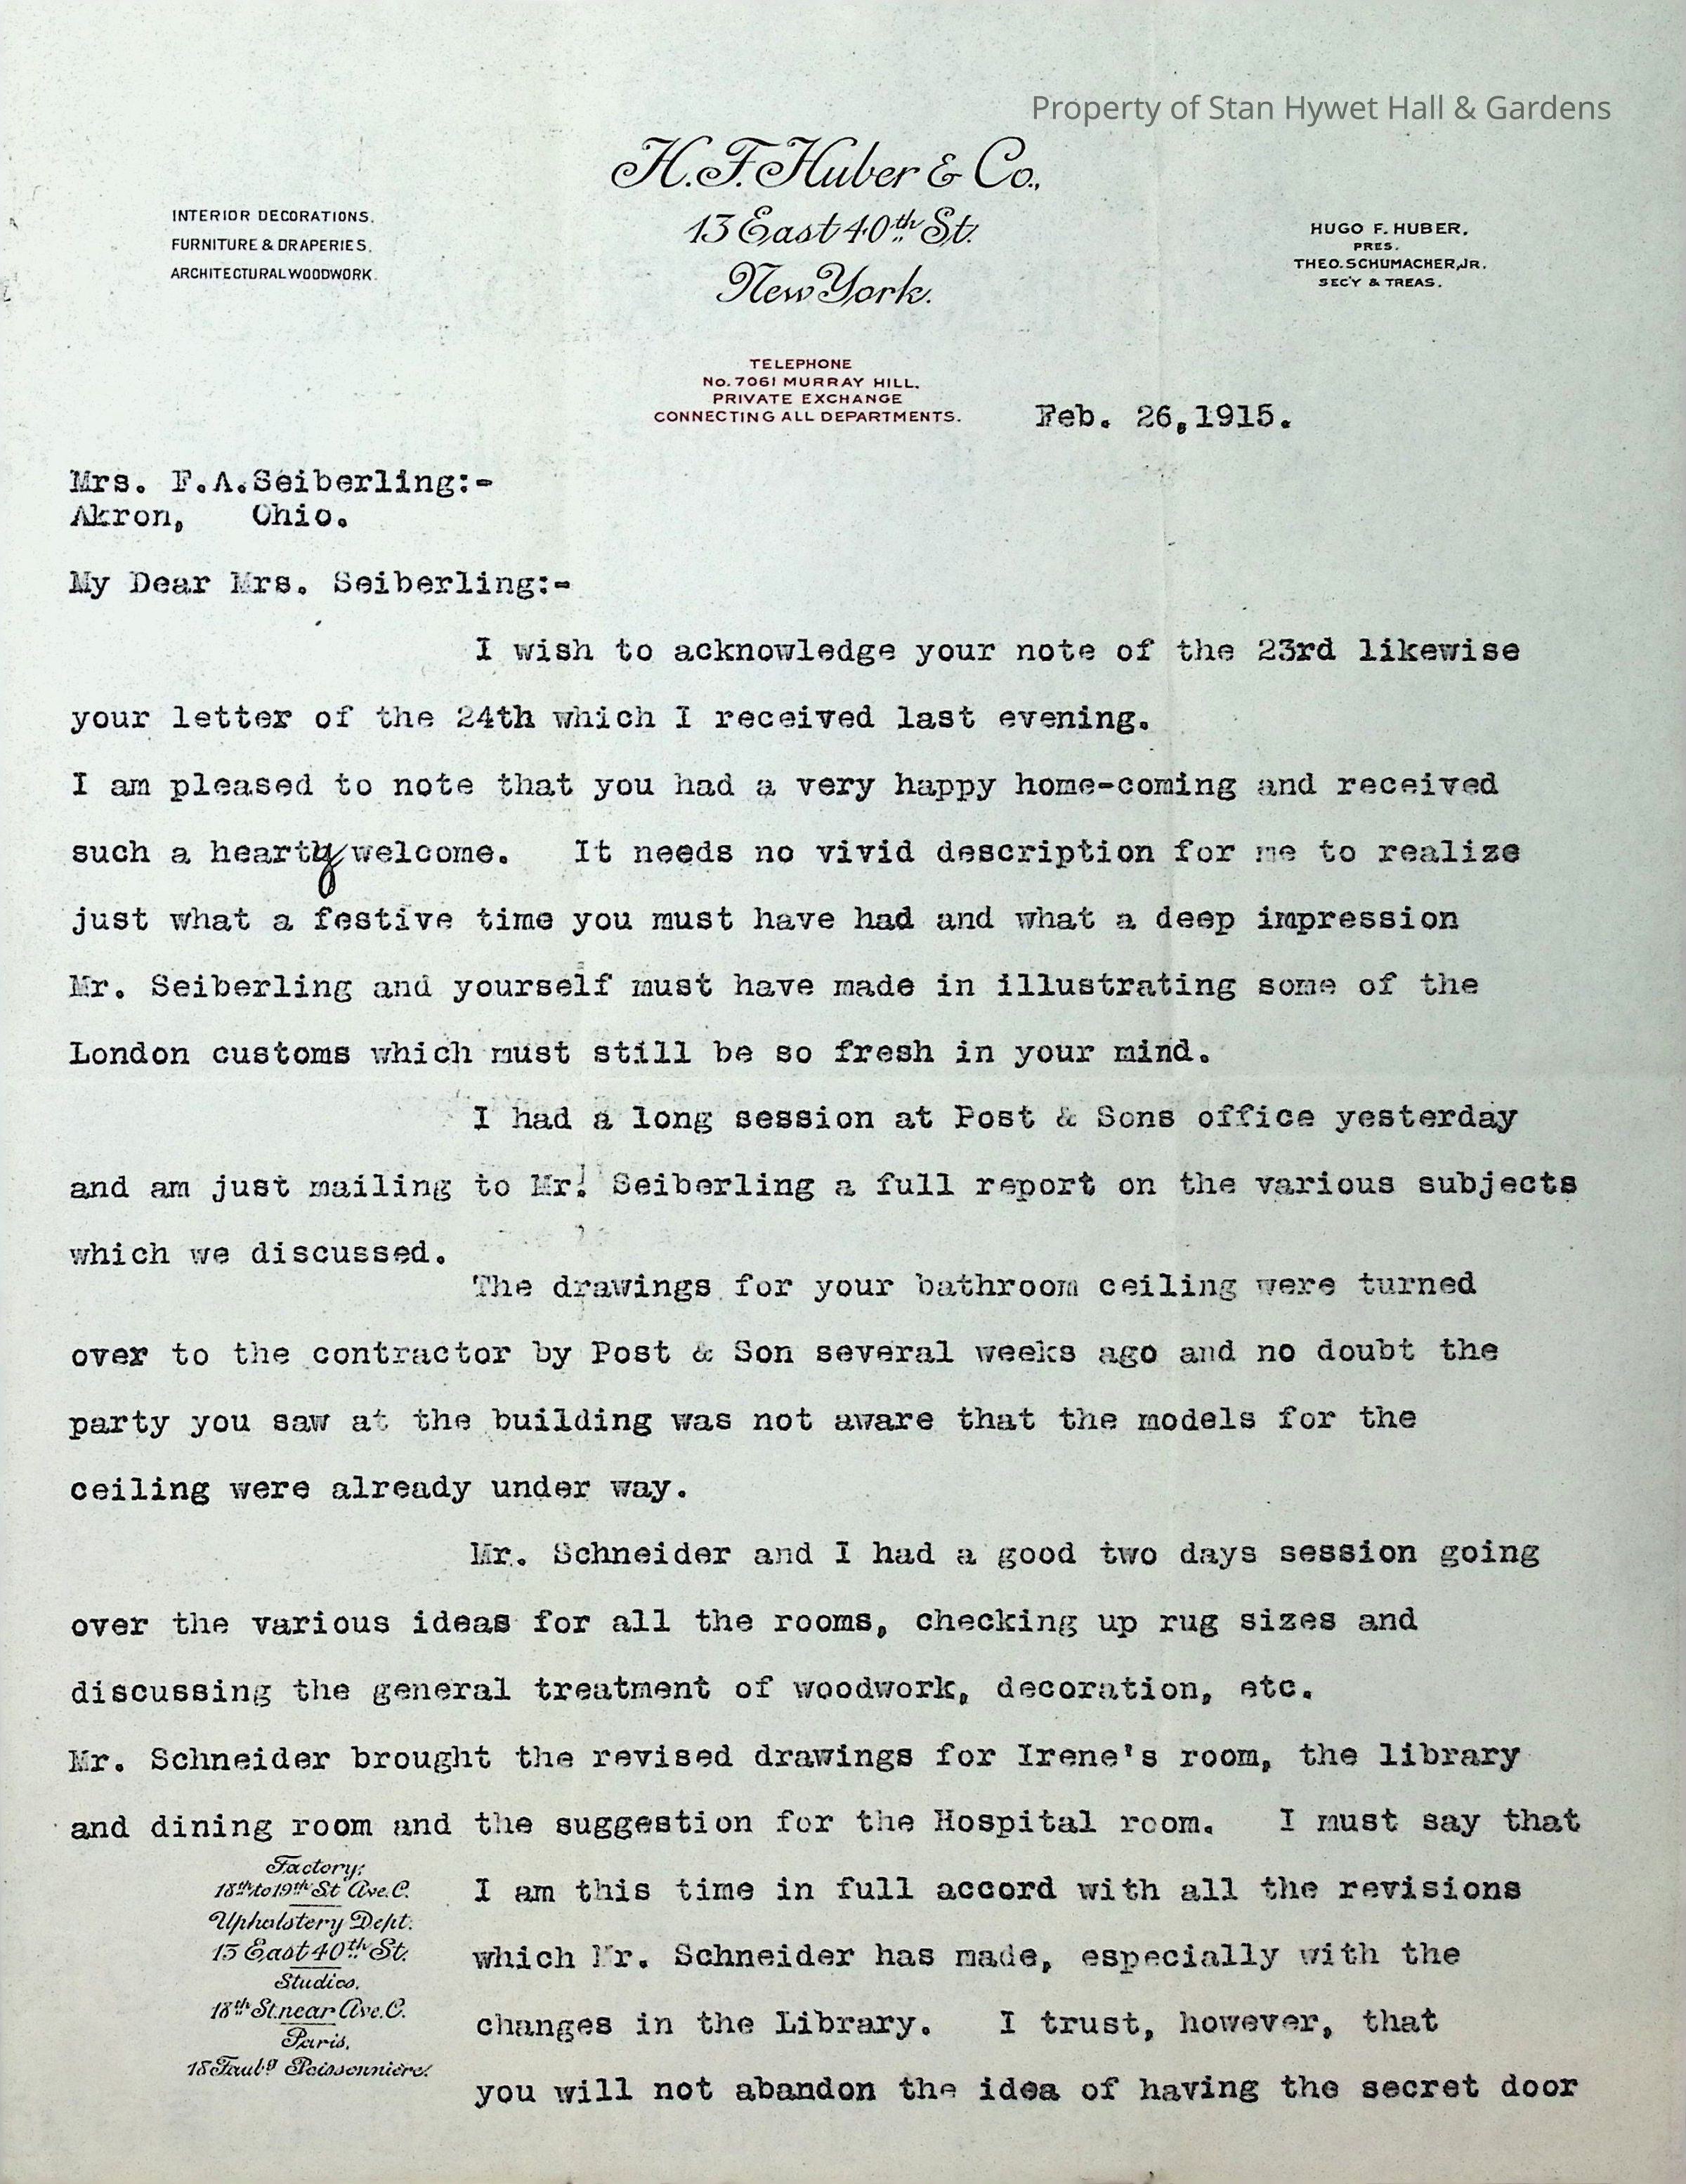 Property of Stan Hywet Hall & Gardens
H.F. Huber & Co.,
13 East 40th St.
New York.
INTERIOR DECORATIONS.
FURNITURE & DRAPERIES.
ARCHITECTURAL WOODWORK.
HUGO F. HUBER,
PRES.
THEO. SCHUMACHER, JR.
SEC'Y & TREAS.
TELEPHONE
No. 7061 MURRAY HILL.
PRIVATE EXCHANGE
CONNECTING ALL DEPARTMENTS.
Feb. 26,1915.
Mrs. F.A.Seiberling:-
Akron, Ohio.
My Dear Mrs. Seiberling:-
I wish to acknowledge your note of the 23rd likewise
your letter of the 24th which I received last evening.
I am pleased to note that you had a very happy home-coming and received
such a hearty welcome. It needs no vivid description for me to realize
just what a festive time you must have had and what a deep impression
Mr. Seiberling and yourself must have made in illustrating some of the
London customs which must still be so fresh in your mind.
I had a long session at Post & Sons office yesterday
and am just mailing to Mr. Seiberling a full report on the various subjects
which we discussed.
The drawings for your bathroom ceiling were turned
over to the contractor by Post & Son several weeks ago and no doubt the
party you saw at the building was not aware that the models for the
ceiling were already under way.
Mr. Schneider and I had a good two days session going
over the various ideas for all the rooms, checking up rug sizes and
discussing the general treatment of woodwork, decoration, etc.
Mr. Schneider brought the revised drawings for Irene's room, the library
and dining room and the suggestion for the Hospital room. I must say that
I am this time in full accord with all the revisions
which Mr. Schneider has made, especially with the
changes in the Library. I trust, however, that
you will not abandon the idea of having the secret door
Factory:
18th to 19th St Ave. C.
Upholstery Dept.
13 East 40th St.
Studios.
18th St. near Ave. C.
Paris.
18 Faubg Poissonnière.